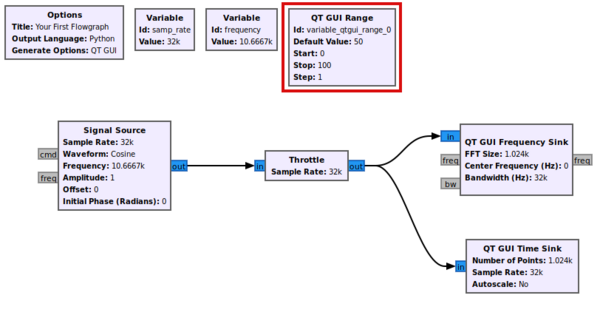 Options
Title: Your First Flowgraph
Output Language: Python
Generate Options: QT GUI
Variable
Id: samp_rate
Value: 32k
Variable
Id: frequency
Value: 10.6667k
QT GUI Range
Id: variable_qtgui_range_0
Default Value: 50
Start: 0
Stop: 100
Step: 1
Signal Source
Sample Rate: 32k
Waveform: Cosine
Frequency: 10.6667k
Amplitude: 1
Offset: 0
Initial Phase (Radians): 0
cmd
freq
out
Throttle
Sample Rate: 32k
in
out
QT GUI Frequency Sink
FFT Size: 1.024k
Center Frequency (Hz): 0
Bandwidth (Hz): 32k
in
freq
bw
freq
QT GUI Time Sink
Number of Points: 1.024k
Sample Rate: 32k
Autoscale: No
in